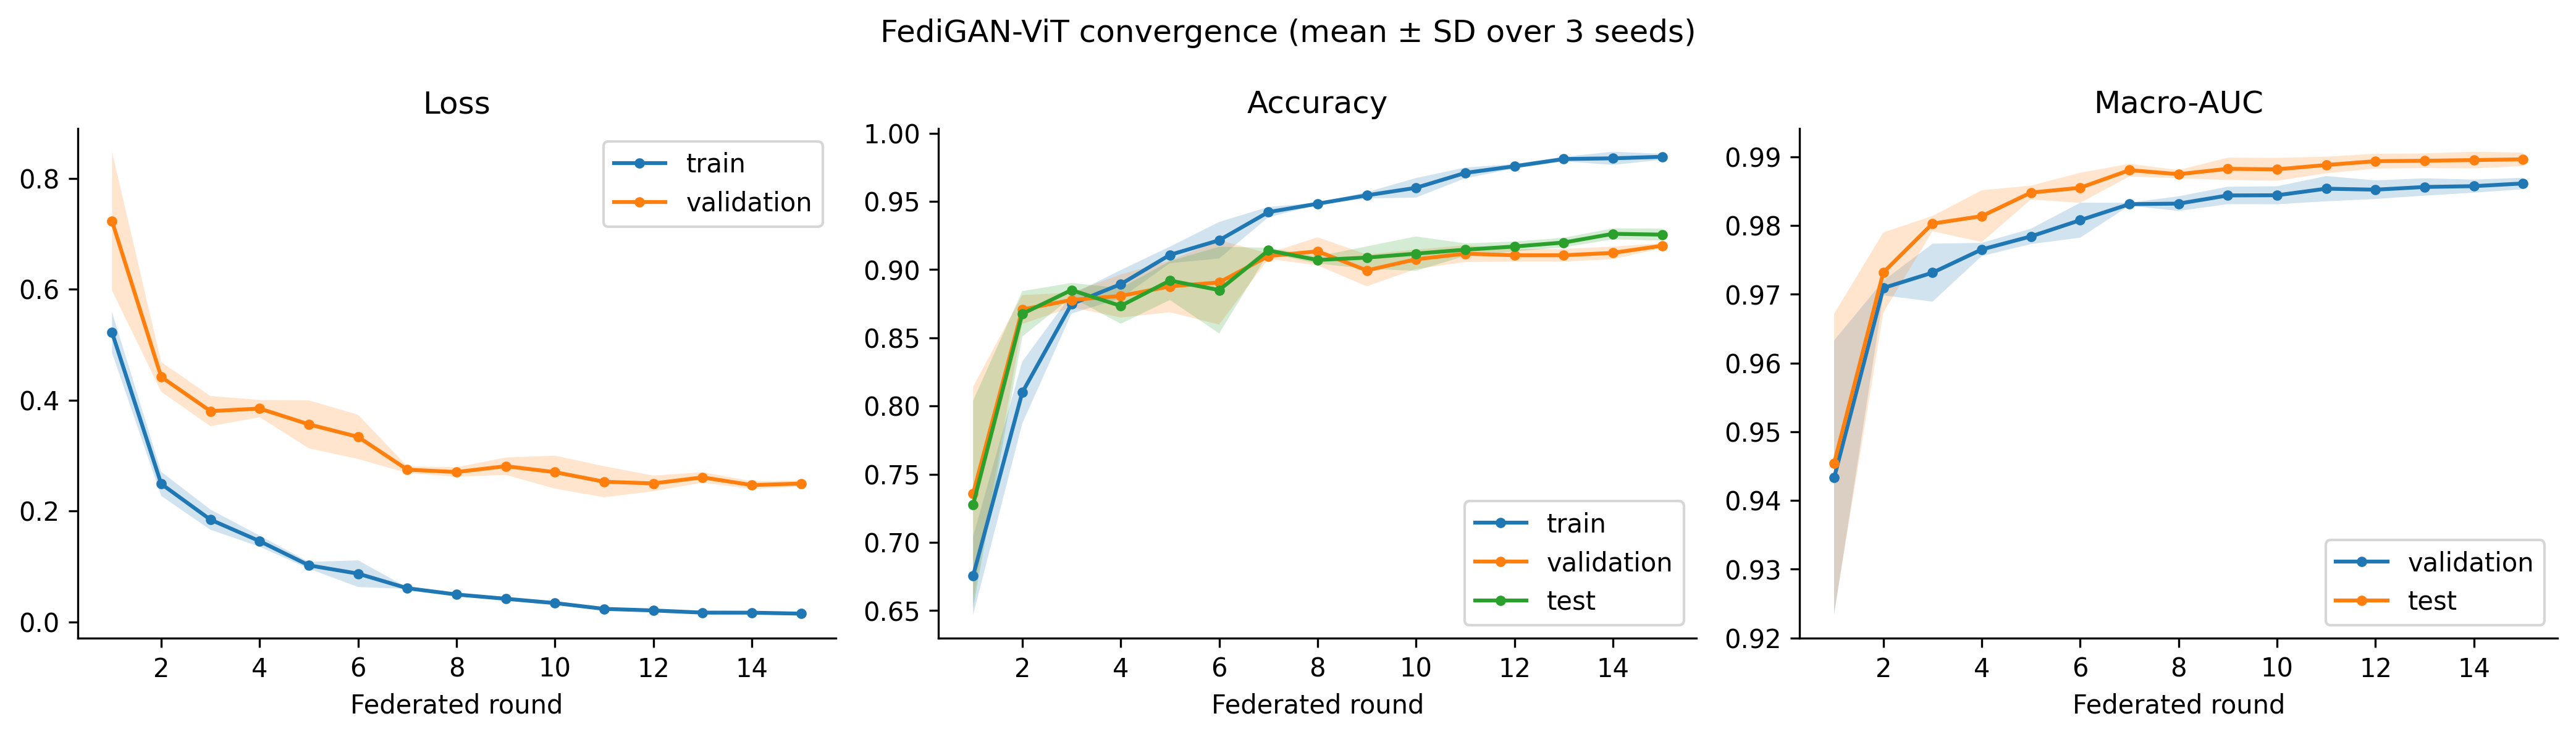 FediGAN-ViT convergence (mean ± SD over 3 seeds)
Loss
train
validation
0.8
0.6
0.4
0.2
0.0
2 4 6 8 10 12 14
Federated round
Accuracy
1.00
0.95
0.90
0.85
0.80
0.75
0.70
0.65
train
validation
test
2 4 6 8 10 12 14
Federated round
Macro-AUC
0.99
0.98
0.97
0.96
0.95
0.94
0.93
0.92
validation
test
2 4 6 8 10 12 14
Federated round